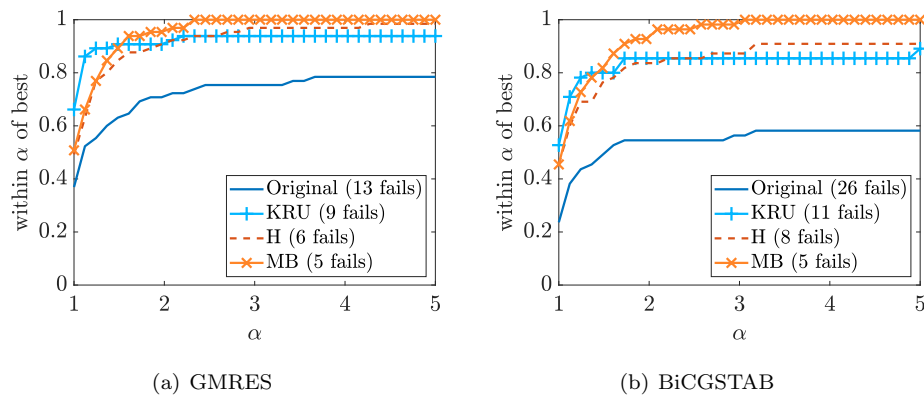 within α of best
1
0.8
0.6
0.4
0.2
0
Original (13 fails)
KRU (9 fails)
H (6 fails)
MB (5 fails)
1 2 3 4 5
α
(a) GMRES
within α of best
1
0.8
0.6
0.4
0.2
0
Original (26 fails)
KRU (11 fails)
H (8 fails)
MB (5 fails)
1 2 3 4 5
α
(b) BiCGSTAB